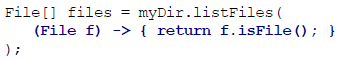 File[] files = myDir.listFiles(
(File f) -> { return f.isFile(); }
);